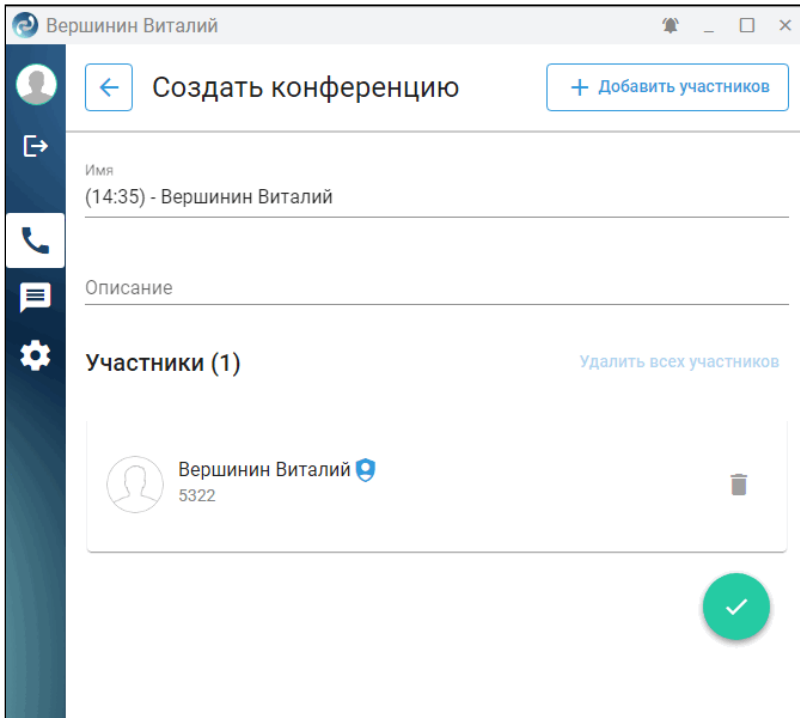 Вершинин Виталий
Создать конференцию
Добавить участников
Имя
(14:35) - Вершинин Виталий
Описание
Участники (1)
Удалить всех участников
Вершинин Виталий
5322